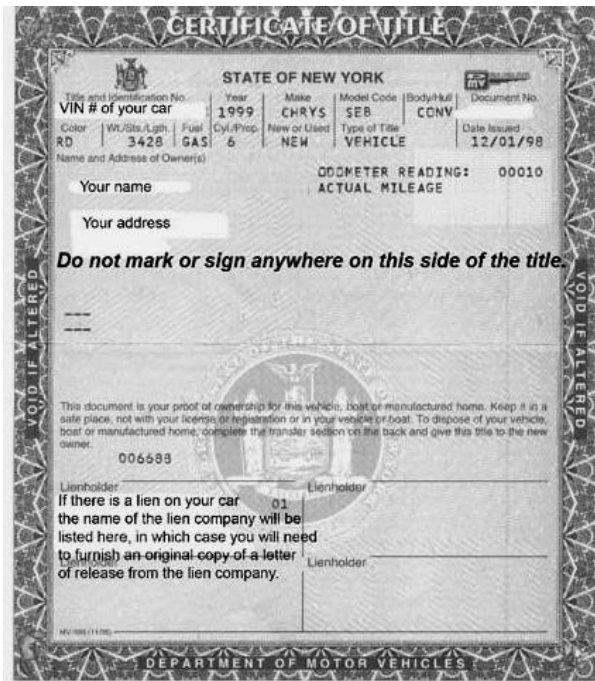 CERTIFICATE OF TITLE
STATE OF NEW YORK
Title and Identification No. Year Make Model Code Body/Hull Document No.
VIN # of your car 1999 CHRYS SEB CONV
Color Wt./Sts./Lgth. Fuel Cyl./Prop. New or Used Type of Title Date Issued
RD 3428 GAS 6 NEW VEHICLE 12/01/98
Name and Address of Owner(s)
ODOMETER READING: 00010
Your name ACTUAL MILEAGE
Your address
Do not mark or sign anywhere on this side of the title.
VOID IF ALTERED
VOID IF ALTERED
This document is your proof of ownership for this vehicle, boat or manufactured home. Keep it in a
safe place, not with your license or registration or in your vehicle or boat. To dispose of your vehicle,
boat or manufactured home, complete the transfer section on the back and give this title to the new
owner.
006688
Lienholder Lienholder
If there is a lien on your car 01
the name of the lien company will be
listed here, in which case you will need
to furnish an original copy of a letter
of release from the lien company.
Lienholder Lienholder
DEPARTMENT OF MOTOR VEHICLES